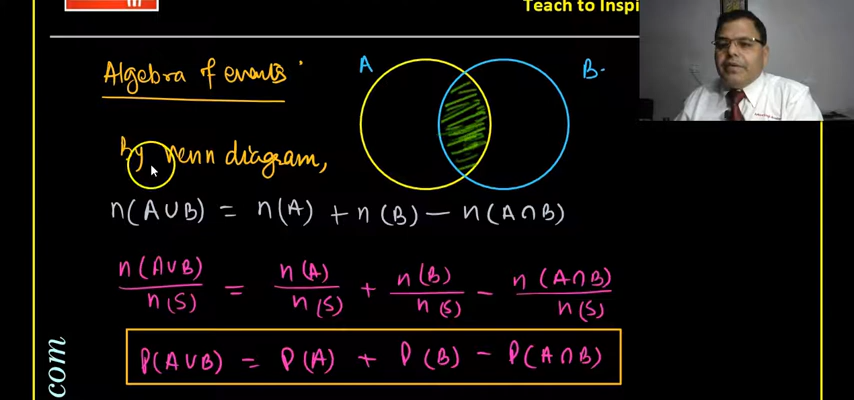 Teach to Inspi
Algebra of events
A
B
By venn diagram,
n(A∪B) = n(A) + n(B) − n(A∩B)
n(A∪B)/n(S) = n(A)/n(S) + n(B)/n(S) − n(A∩B)/n(S)
P(A∪B) = P(A) + P(B) − P(A∩B)
com